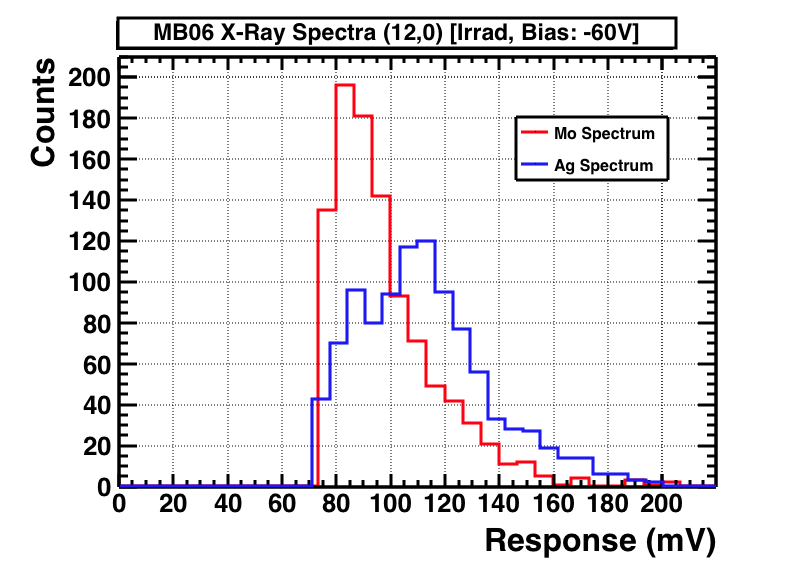 MB06 X-Ray Spectra (12,0) [Irrad, Bias: -60V]
Counts
200
180
160
140
120
100
80
60
40
20
0
Mo Spectrum
Ag Spectrum
0 20 40 60 80 100 120 140 160 180 200
Response (mV)